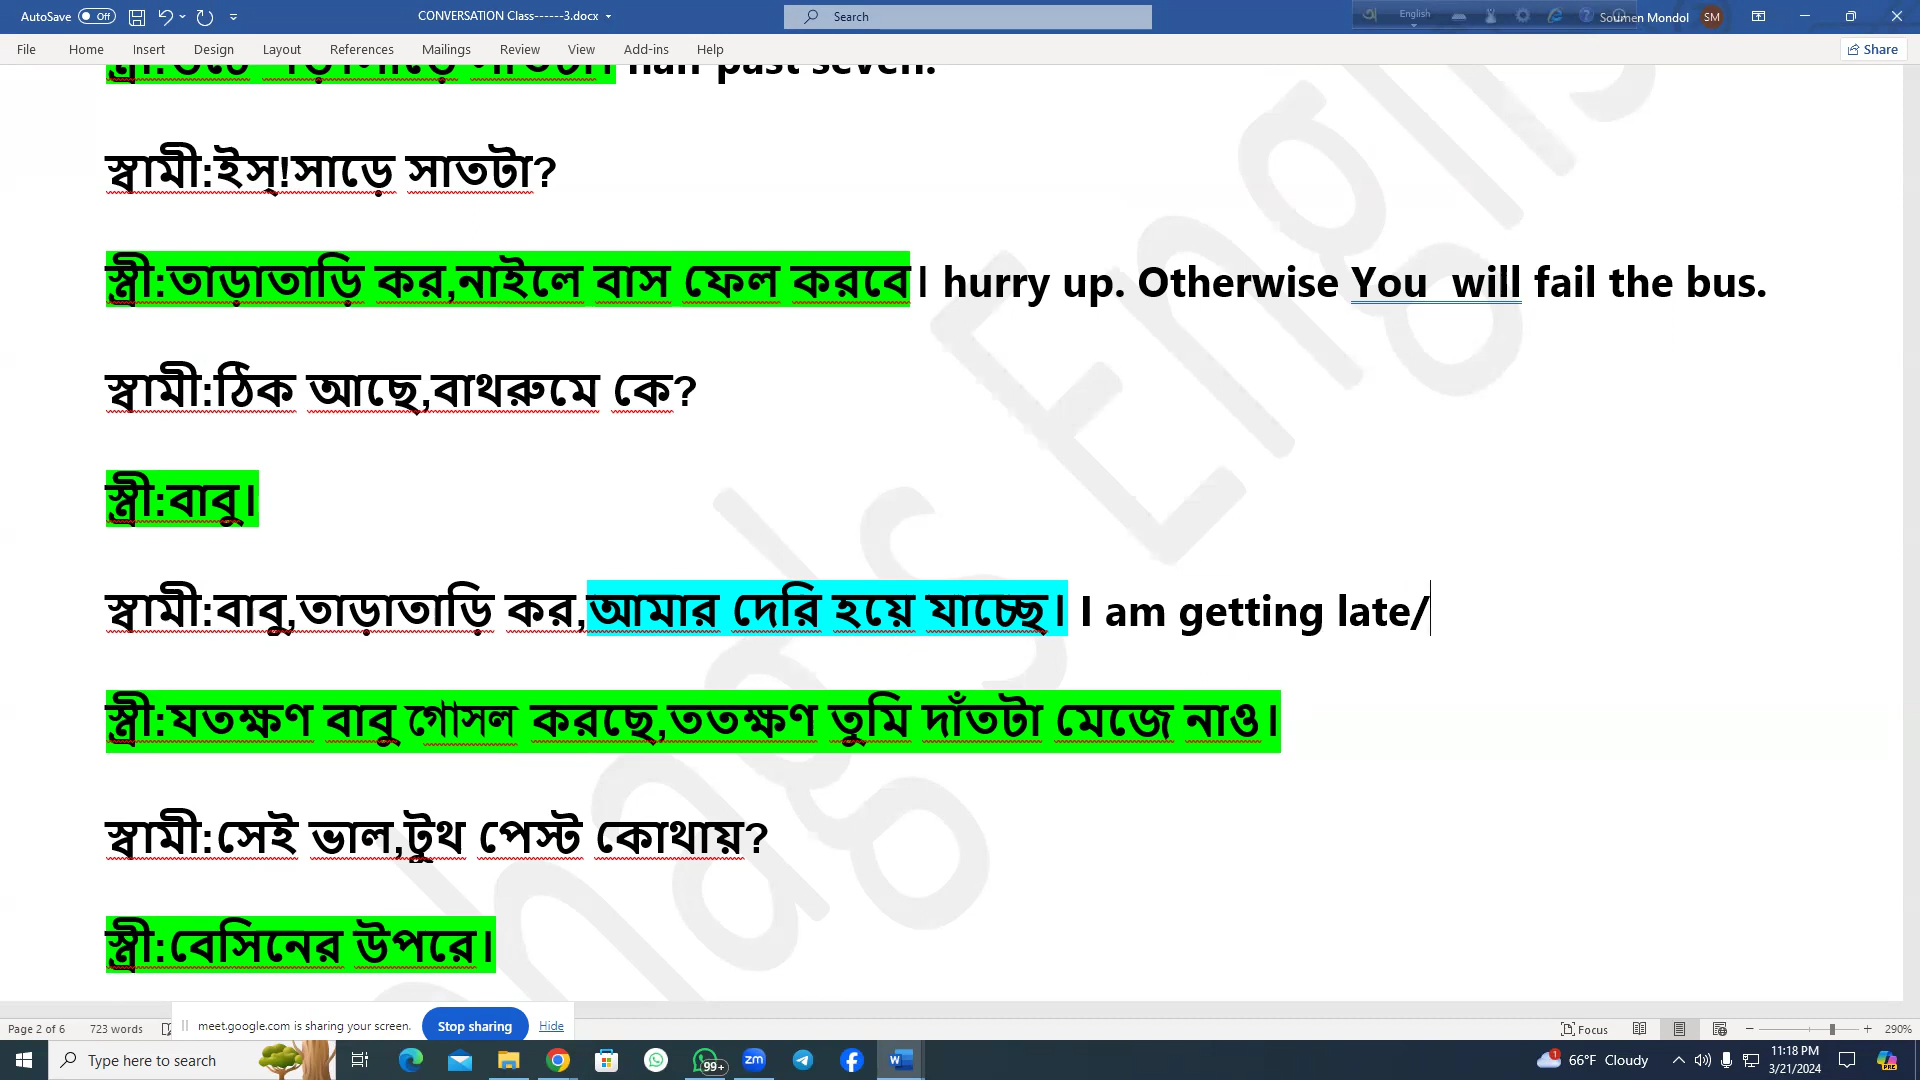 AutoSave Off CONVERSATION Class------3.docx Search English Soumen Mondol SM
File Home Insert Design Layout References Mailings Review View Add-ins Help Share
half past seven.
স্বামী:ইস্!সাড়ে সাতটা?
স্ত্রী:তাড়াতাড়ি কর,নাইলে বাস ফেল করবে। hurry up. Otherwise You will fail the bus.
স্বামী:ঠিক আছে,বাথরুমে কে?
স্ত্রী:বাবু।
স্বামী:বাবু,তাড়াতাড়ি কর,আমার দেরি হয়ে যাচ্ছে। I am getting late/
স্ত্রী:যতক্ষণ বাবু গোসল করছে,ততক্ষণ তুমি দাঁতটা মেজে নাও।
স্বামী:সেই ভাল,টুথ পেস্ট কোথায়?
স্ত্রী:বেসিনের উপরে।
Page 2 of 6 723 words meet.google.com is sharing your screen. Stop sharing Hide Focus 290%
Type here to search 99+ zm 66°F Cloudy 11:18 PM
3/21/2024